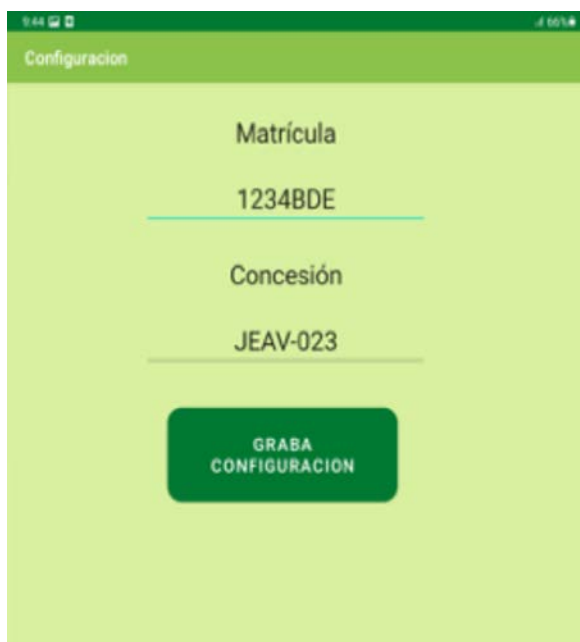 9:44
66%
Configuracion
Matrícula
1234BDE
Concesión
JEAV-023
GRABA
CONFIGURACION